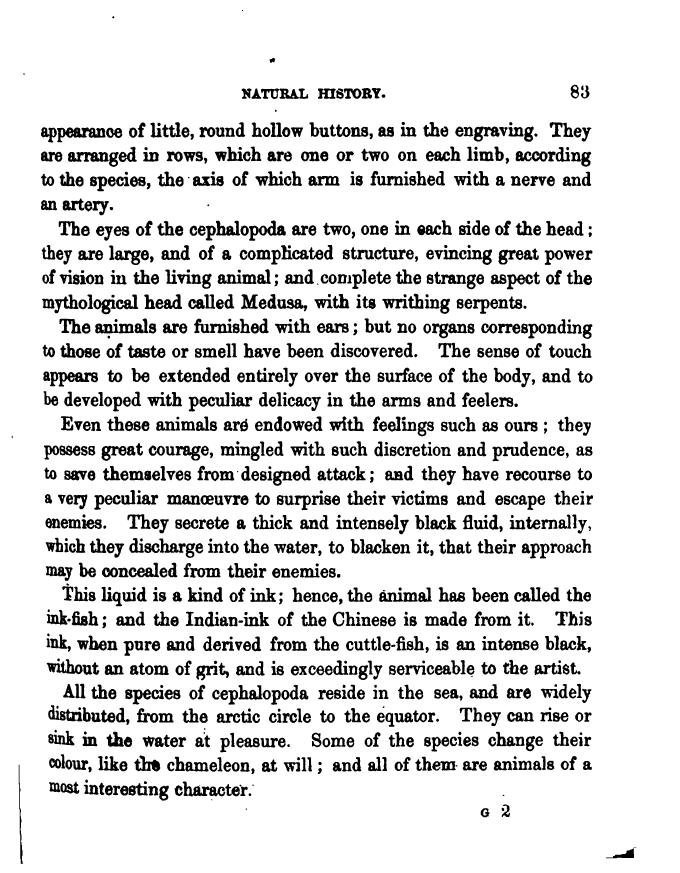 NATURAL HISTORY. 83
appearance of little, round hollow buttons, as in the engraving. They
are arranged in rows, which are one or two on each limb, according
to the species, the axis of which arm is furnished with a nerve and
an artery.
The eyes of the cephalopoda are two, one in each side of the head;
they are large, and of a complicated structure, evincing great power
of vision in the living animal; and complete the strange aspect of the
mythological head called Medusa, with its writhing serpents.
The animals are furnished with ears; but no organs corresponding
to those of taste or smell have been discovered. The sense of touch
appears to be extended entirely over the surface of the body, and to
be developed with peculiar delicacy in the arms and feelers.
Even these animals are endowed with feelings such as ours; they
possess great courage, mingled with such discretion and prudence, as
to save themselves from designed attack; and they have recourse to
a very peculiar manœuvre to surprise their victims and escape their
enemies. They secrete a thick and intensely black fluid, internally,
which they discharge into the water, to blacken it, that their approach
may be concealed from their enemies.
This liquid is a kind of ink; hence, the animal has been called the
ink-fish; and the Indian-ink of the Chinese is made from it. This
ink, when pure and derived from the cuttle-fish, is an intense black,
without an atom of grit, and is exceedingly serviceable to the artist.
All the species of cephalopoda reside in the sea, and are widely
distributed, from the arctic circle to the equator. They can rise or
sink in the water at pleasure. Some of the species change their
colour, like the chameleon, at will; and all of them are animals of a
most interesting character.
G 2